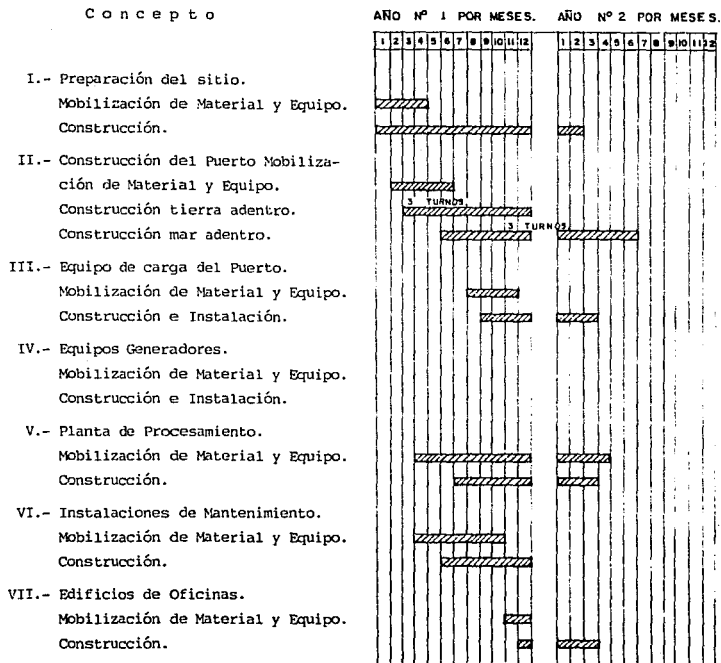 Concepto
AÑO Nº 1 POR MESES. AÑO Nº 2 POR MESES.
1 2 3 4 5 6 7 8 9 10 11 12 1 2 3 4 5 6 7 8 9 10 11 12
I.- Preparación del sitio.
Mobilización de Material y Equipo.
Construcción.
II.- Construcción del Puerto Mobiliza-
ción de Material y Equipo.
3 TURNOS.
Construcción tierra adentro.
3 TURNOS.
Construcción mar adentro.
III.- Equipo de carga del Puerto.
Mobilización de Material y Equipo.
Construcción e Instalación.
IV.- Equipos Generadores.
Mobilización de Material y Equipo.
Construcción e Instalación.
V.- Planta de Procesamiento.
Mobilización de Material y Equipo.
Construcción.
VI.- Instalaciones de Mantenimiento.
Mobilización de Material y Equipo.
Construcción.
VII.- Edificios de Oficinas.
Mobilización de Material y Equipo.
Construcción.